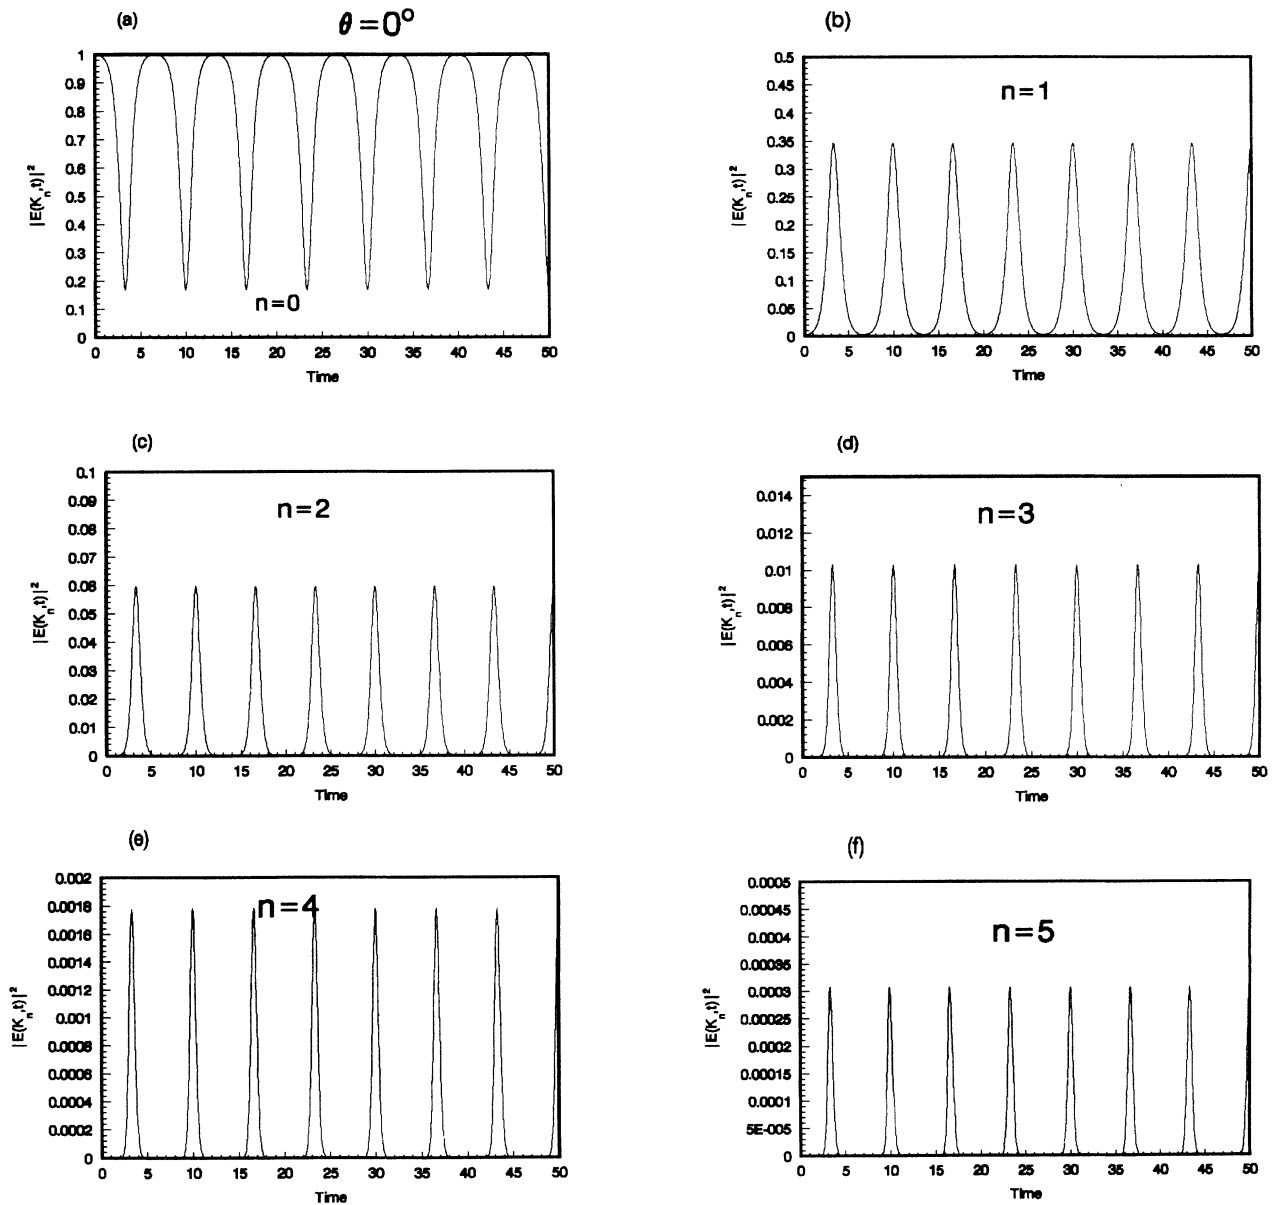 (a)
θ = 0°
1
0.9
0.8
0.7
0.6
0.5
0.4
0.3
0.2
0.1
0
|E(K_n,t)|²
n=0
0 5 10 15 20 25 30 35 40 45 50
Time
(b)
0.5
0.45
0.4
0.35
0.3
0.25
0.2
0.15
0.1
0.05
0
|E(K_n,t)|²
n=1
0 5 10 15 20 25 30 35 40 45 50
Time
(c)
0.1
0.09
0.08
0.07
0.06
0.05
0.04
0.03
0.02
0.01
0
|E(K_n,t)|²
n=2
0 5 10 15 20 25 30 35 40 45 50
Time
(d)
0.014
0.012
0.01
0.008
0.006
0.004
0.002
0
|E(K_n,t)|²
n=3
0 5 10 15 20 25 30 35 40 45 50
Time
(e)
0.002
0.0018
0.0016
0.0014
0.0012
0.001
0.0008
0.0006
0.0004
0.0002
0
|E(K_n,t)|²
n=4
0 5 10 15 20 25 30 35 40 45 50
Time
(f)
0.0005
0.00045
0.0004
0.00035
0.0003
0.00025
0.0002
0.00015
0.0001
5E-005
0
|E(K_n,t)|²
n=5
0 5 10 15 20 25 30 35 40 45 50
Time